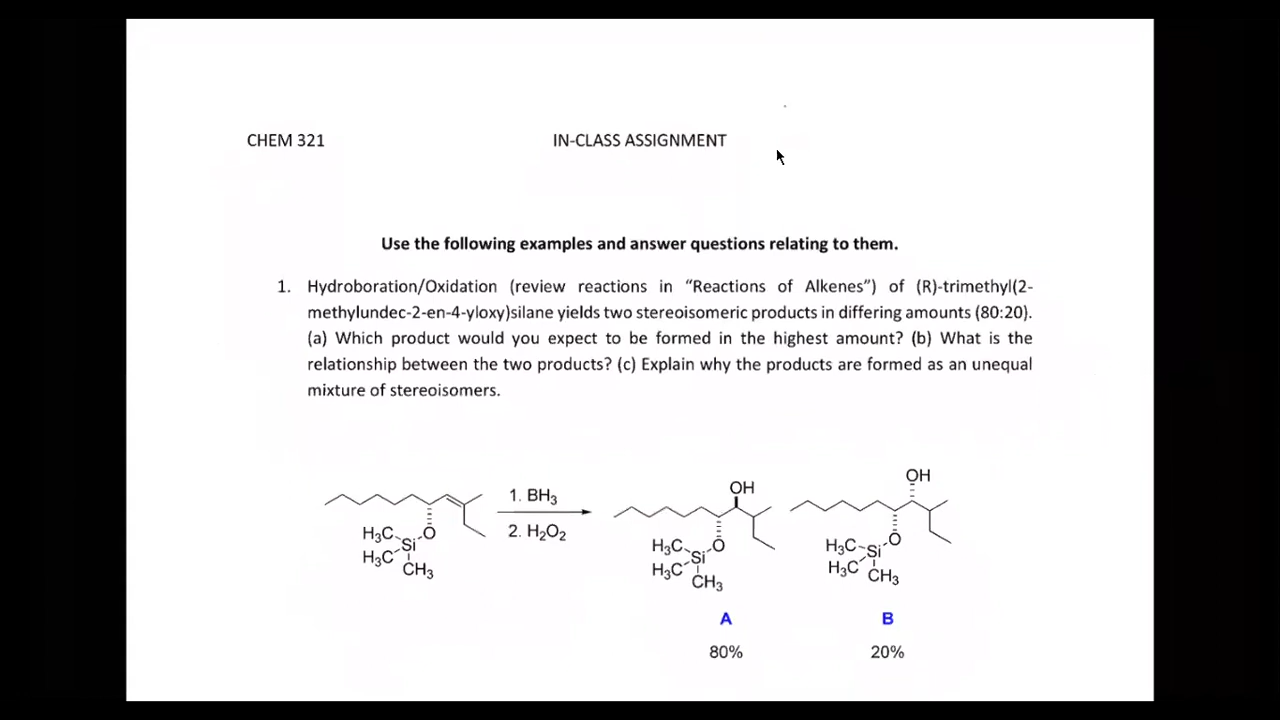 CHEM 321 IN-CLASS ASSIGNMENT
Use the following examples and answer questions relating to them.
1. Hydroboration/Oxidation (review reactions in “Reactions of Alkenes”) of (R)-trimethyl(2-
methylundec-2-en-4-yloxy)silane yields two stereoisomeric products in differing amounts (80:20).
(a) Which product would you expect to be formed in the highest amount? (b) What is the
relationship between the two products? (c) Explain why the products are formed as an unequal
mixture of stereoisomers.
1. BH₃
2. H₂O₂
H₃C
Si
O
H₃C
CH₃
OH
H₃C
Si
O
H₃C
CH₃
OH
H₃C
Si
O
H₃C
CH₃
A B
80% 20%